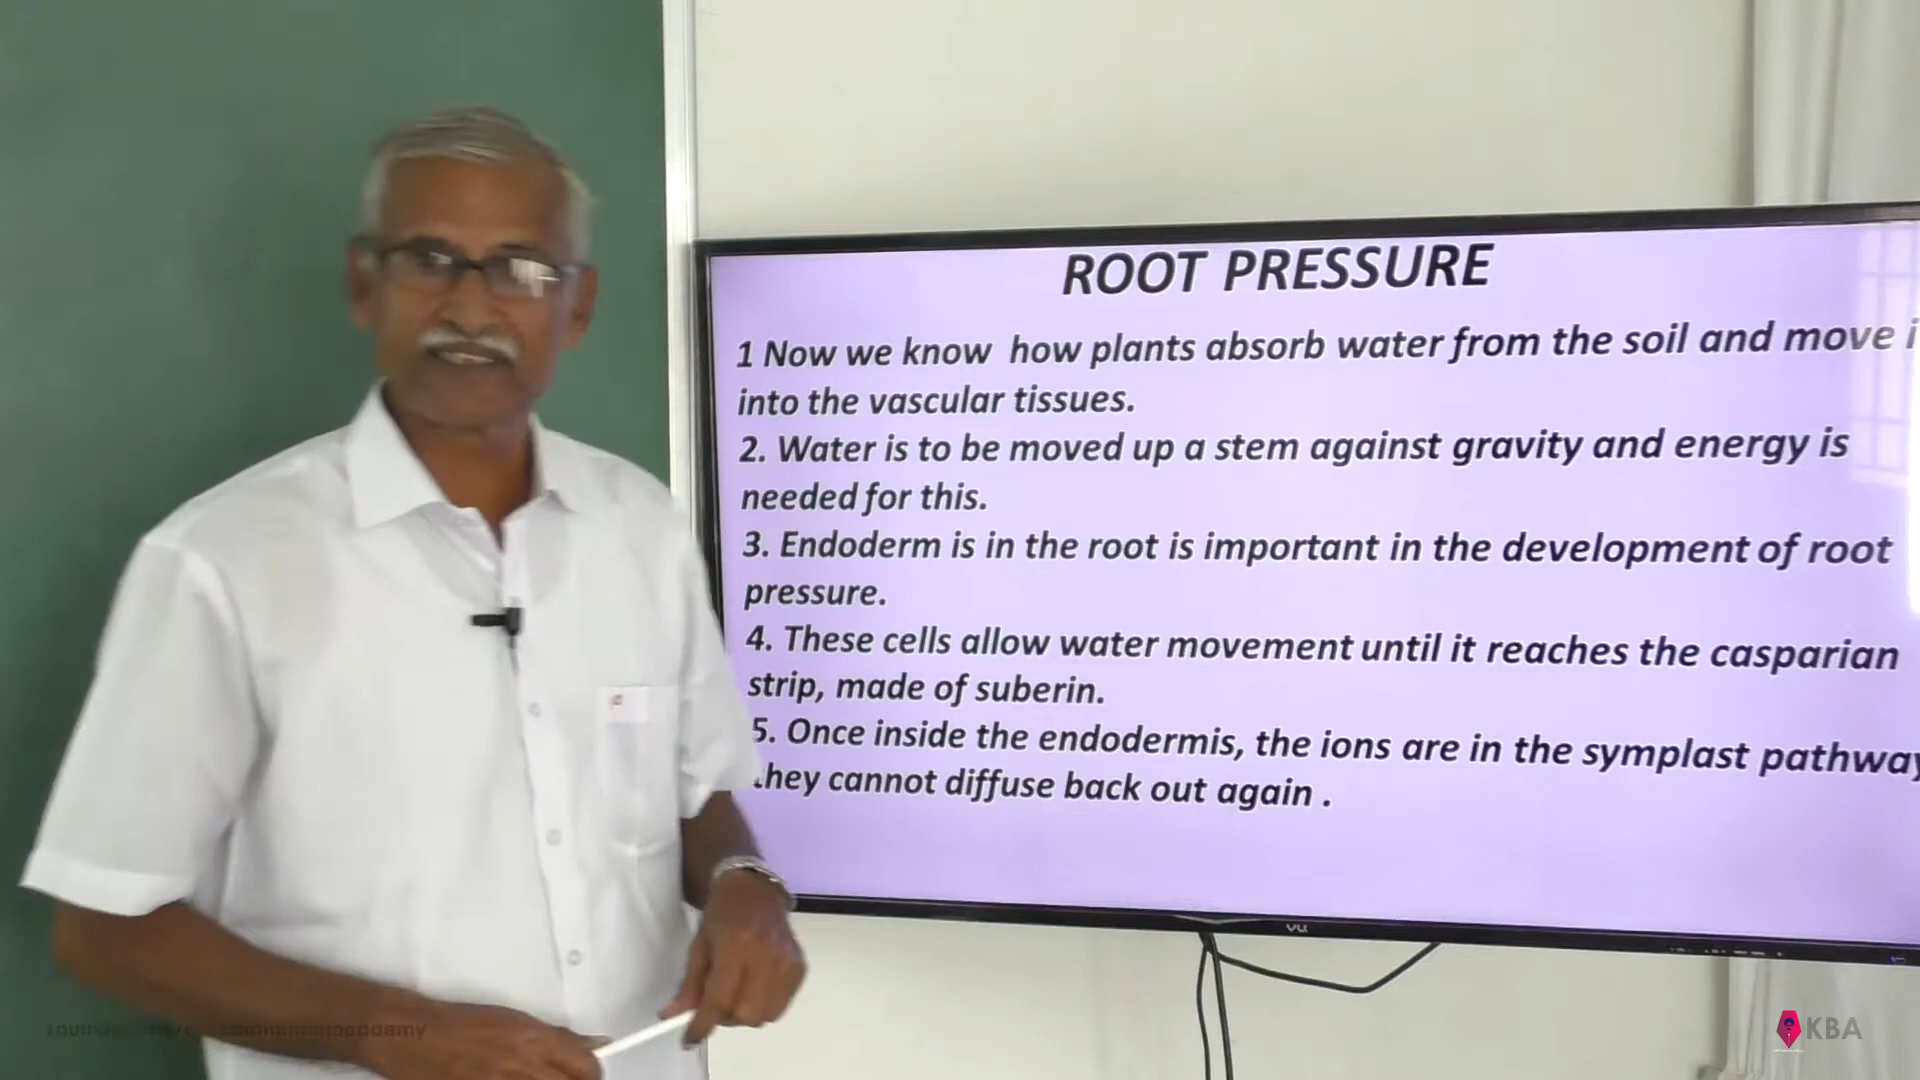 ROOT PRESSURE
1 Now we know how plants absorb water from the soil and move i
into the vascular tissues.
2. Water is to be moved up a stem against gravity and energy is
needed for this.
3. Endoderm is in the root is important in the development of root
pressure.
4. These cells allow water movement until it reaches the casparian
strip, made of suberin.
5. Once inside the endodermis, the ions are in the symplast pathway
they cannot diffuse back out again .
VU
KBA